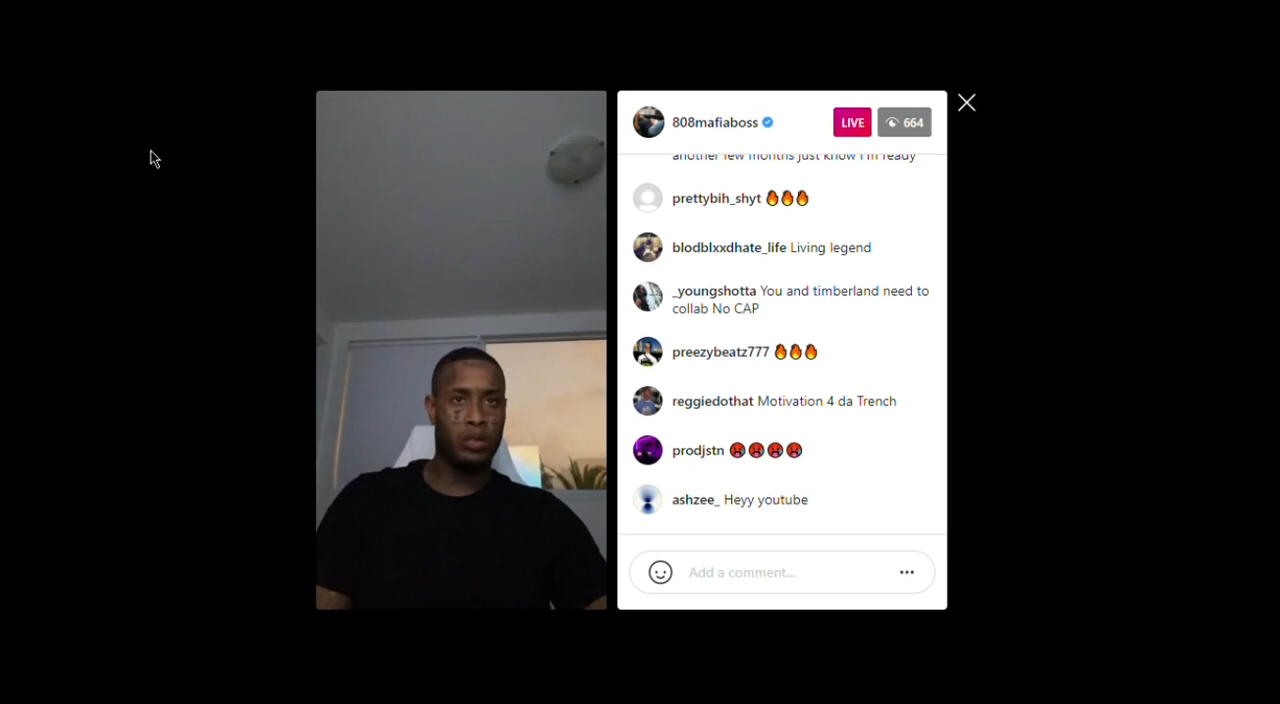 808mafiaboss
LIVE
664
another few months just know I'm ready
prettybih_shyt 🔥🔥🔥
blodblxxdhate_life Living legend
_youngshotta You and timberland need to
collab No CAP
preezybeatz777 🔥🔥🔥
reggiedothat Motivation 4 da Trench
prodjstn 🥵🥵🥵🥵
ashzee_ Heyy youtube
Add a comment...